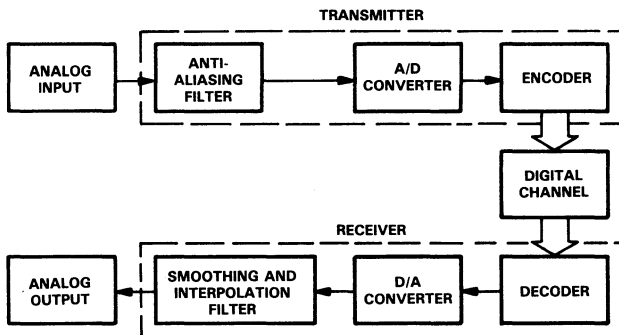 TRANSMITTER
ANALOG
INPUT
ANTI-
ALIASING
FILTER
A/D
CONVERTER
ENCODER
DIGITAL
CHANNEL
RECEIVER
ANALOG
OUTPUT
SMOOTHING AND
INTERPOLATION
FILTER
D/A
CONVERTER
DECODER